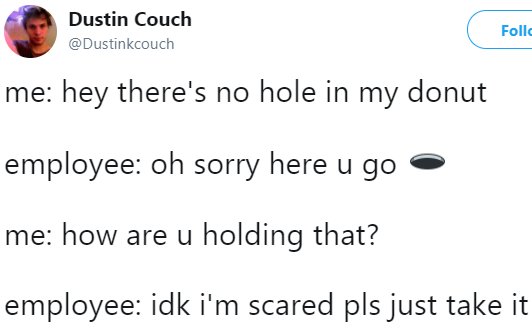 Dustin Couch
@Dustinkcouch
Follo
me: hey there's no hole in my donut
employee: oh sorry here u go 🕳
me: how are u holding that?
employee: idk i'm scared pls just take it